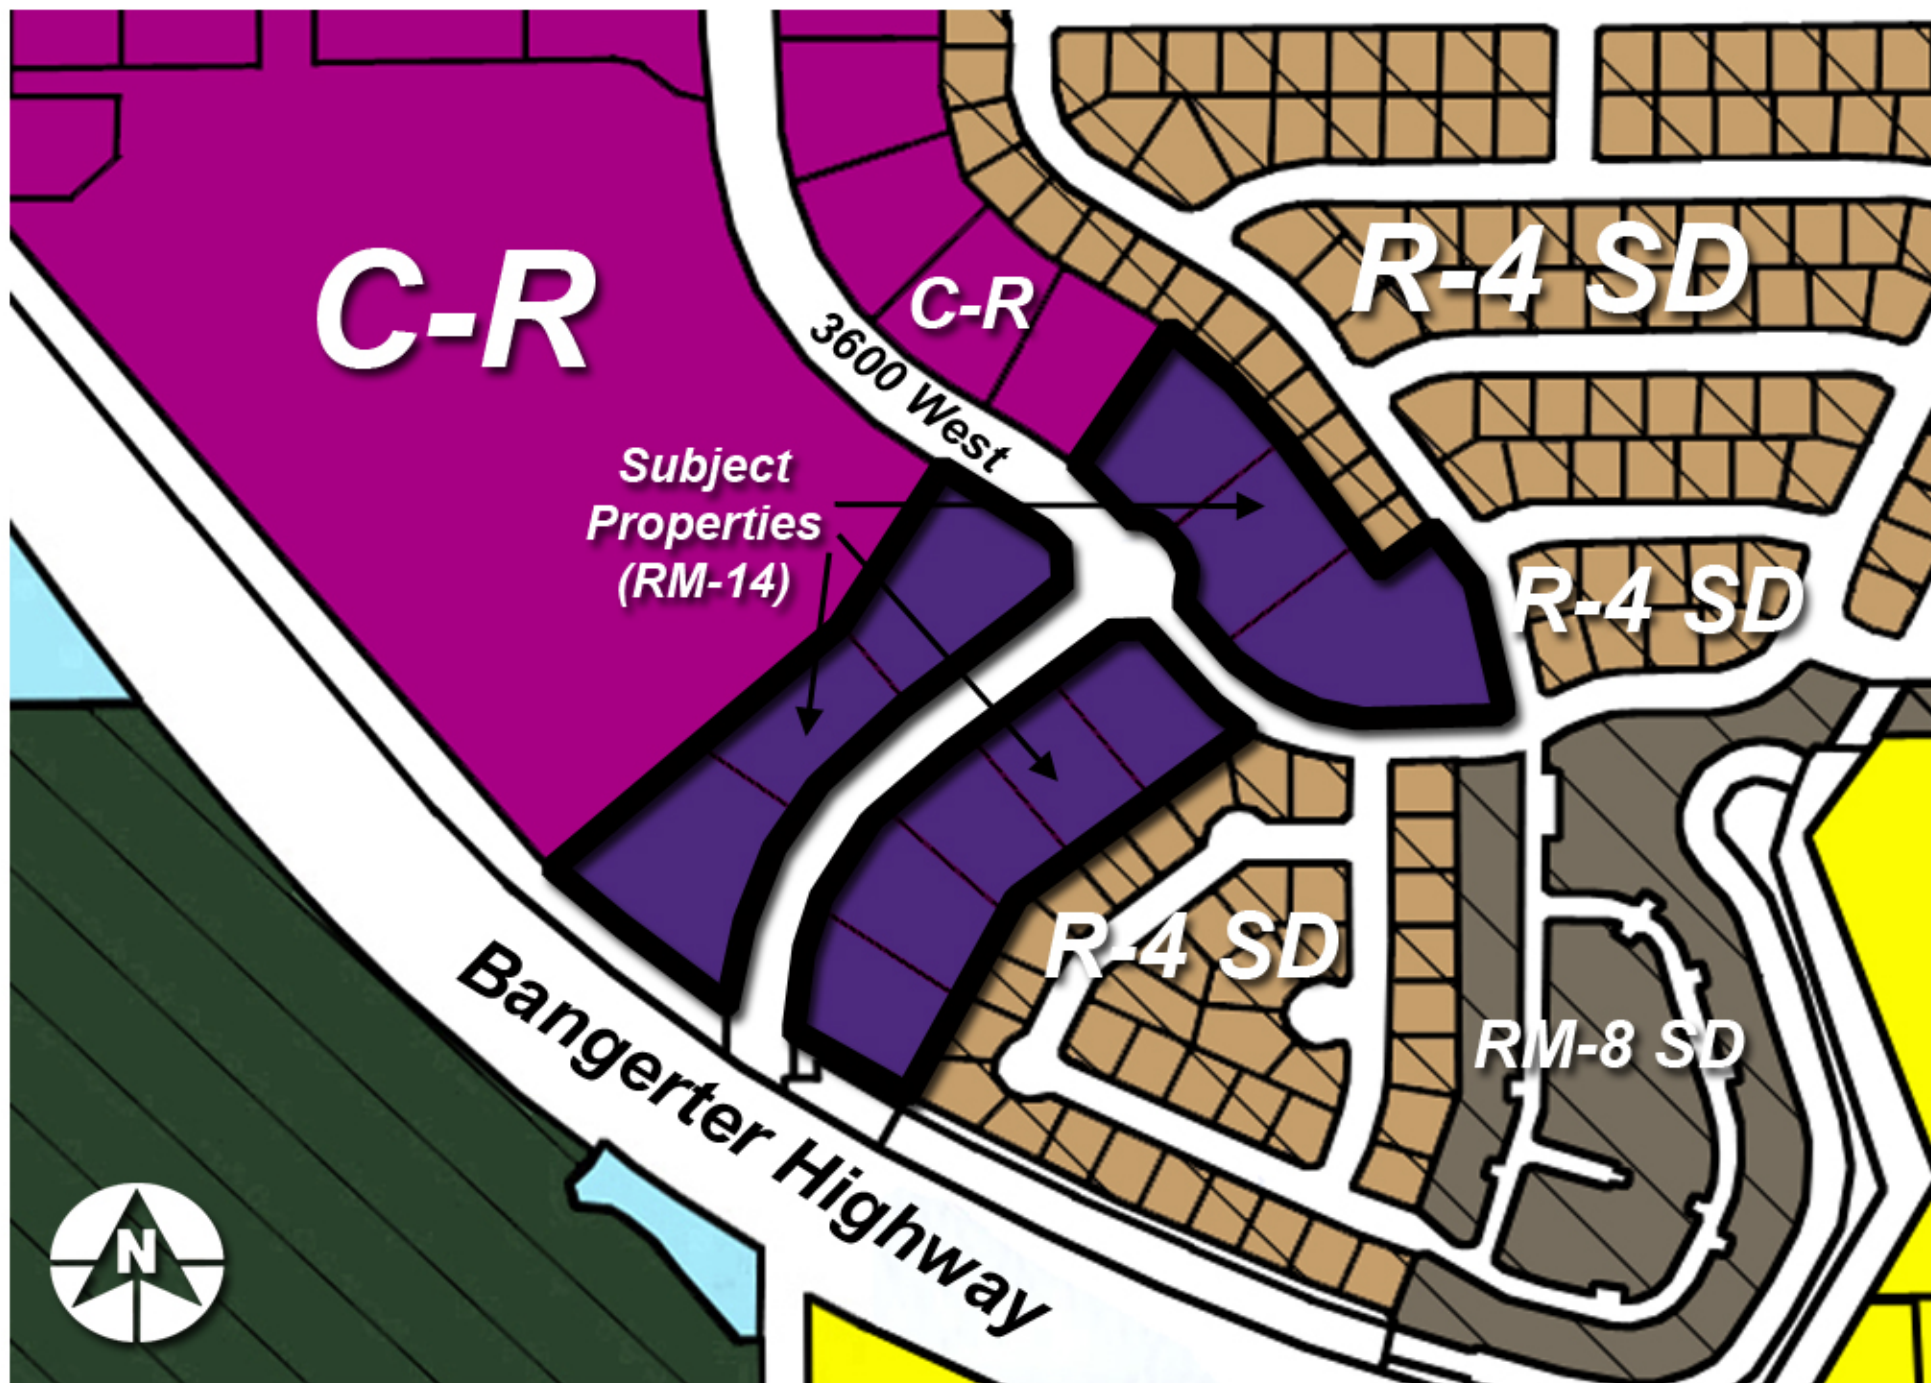 R-4 SD
C-R
C-R
3600 West
Subject
Properties
(RM-14)
R-4 SD
R-4 SD
RM-8 SD
Bangerter Highway
N